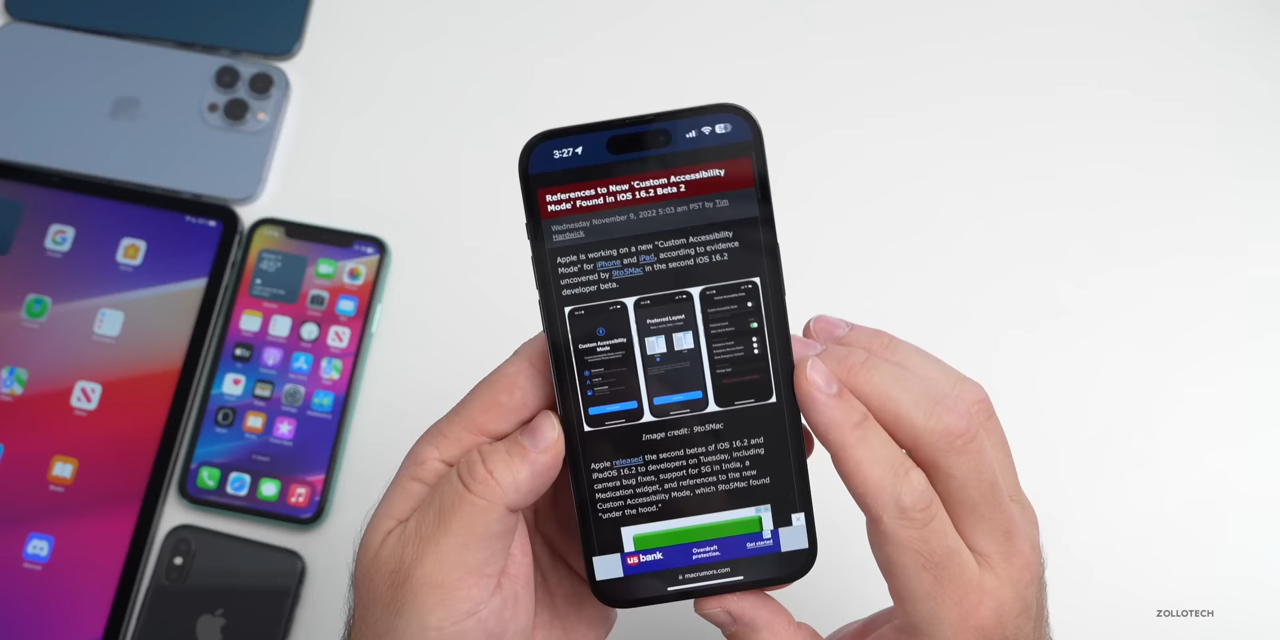 3:27
References to New 'Custom Accessibility
Mode' Found in iOS 16.2 Beta 2
Wednesday November 9, 2022 5:03 am PST by Tim
Hardwick
Apple is working on a new "Custom Accessibility
Mode" for iPhone and iPad, according to evidence
uncovered by 9to5Mac in the second iOS 16.2
developer beta.
Custom Accessibility
Mode
Preferred Layout
Image credit: 9to5Mac
Apple released the second betas of iOS 16.2 and
iPadOS 16.2 to developers on Tuesday, including
camera bug fixes, support for 5G in India, a
Medication widget, and references to the new
Custom Accessibility Mode, which 9to5Mac found
"under the hood."
us bank
Overdraft
protection.
Get started
macrumors.com
45°
ZOLLOTECH